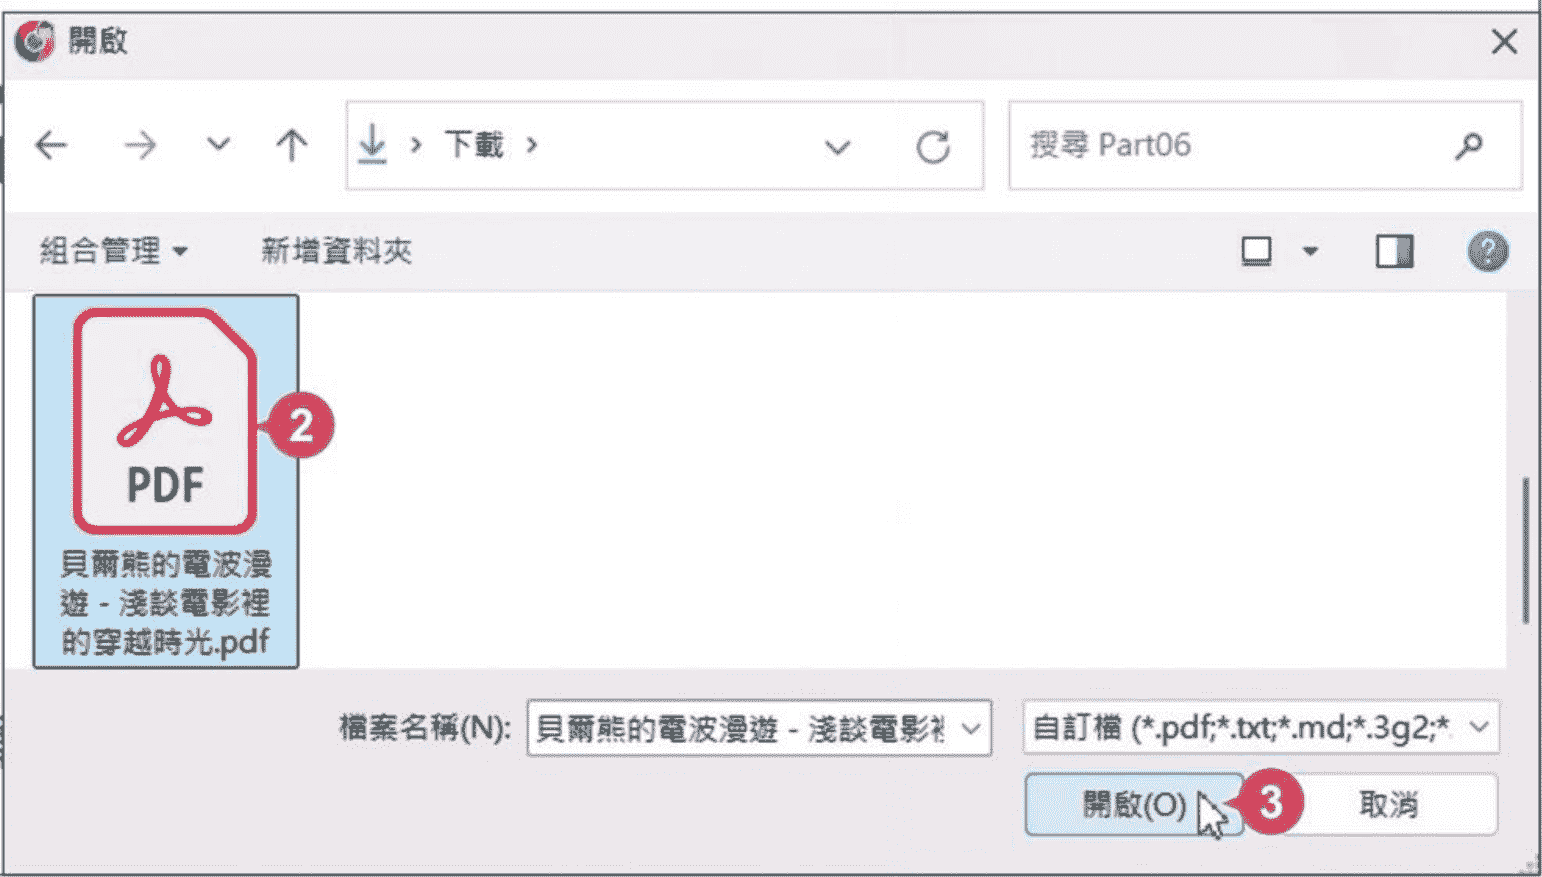 開啟
下載
搜尋 Part06
組合管理
新增資料夾
2
PDF
貝爾熊的電波漫
遊 - 淺談電影裡
的穿越時光.pdf
檔案名稱(N):
貝爾熊的電波漫遊 - 淺談電影裡
自訂檔 (*.pdf;*.txt;*.md;*.3g2;*.
開啟(O)
3
取消